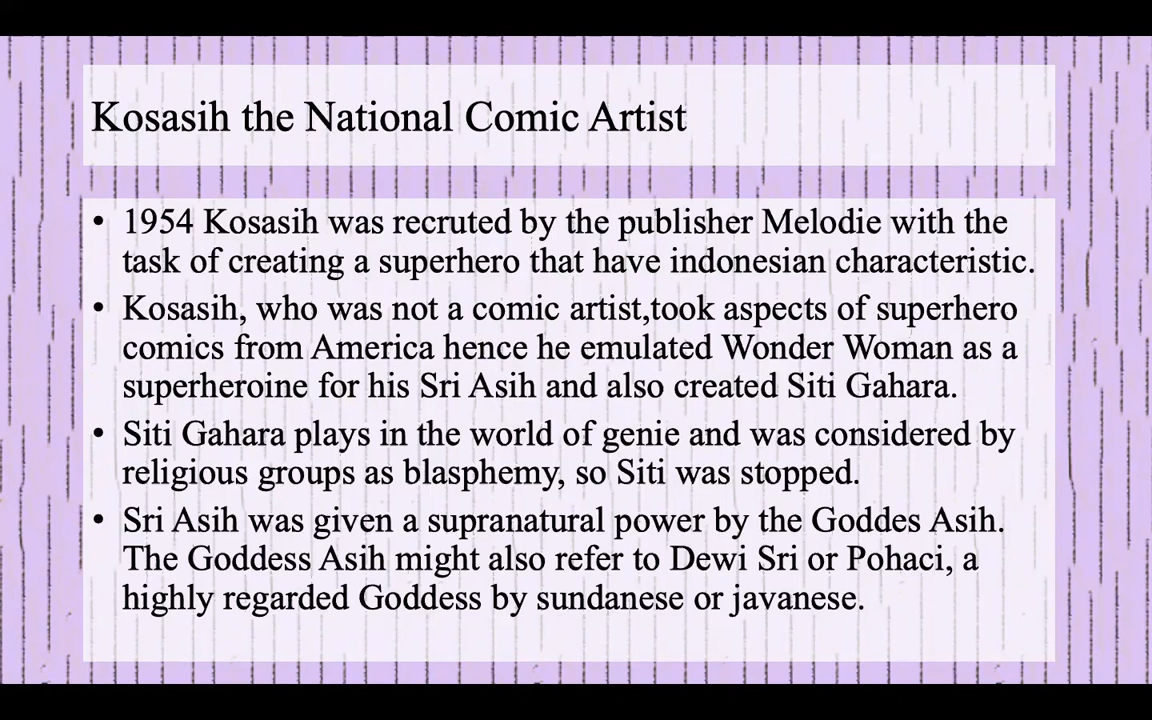 Kosasih the National Comic Artist
• 1954 Kosasih was recruted by the publisher Melodie with the
task of creating a superhero that have indonesian characteristic.
• Kosasih, who was not a comic artist,took aspects of superhero
comics from America hence he emulated Wonder Woman as a
superheroine for his Sri Asih and also created Siti Gahara.
• Siti Gahara plays in the world of genie and was considered by
religious groups as blasphemy, so Siti was stopped.
• Sri Asih was given a supranatural power by the Goddes Asih.
The Goddess Asih might also refer to Dewi Sri or Pohaci, a
highly regarded Goddess by sundanese or javanese.